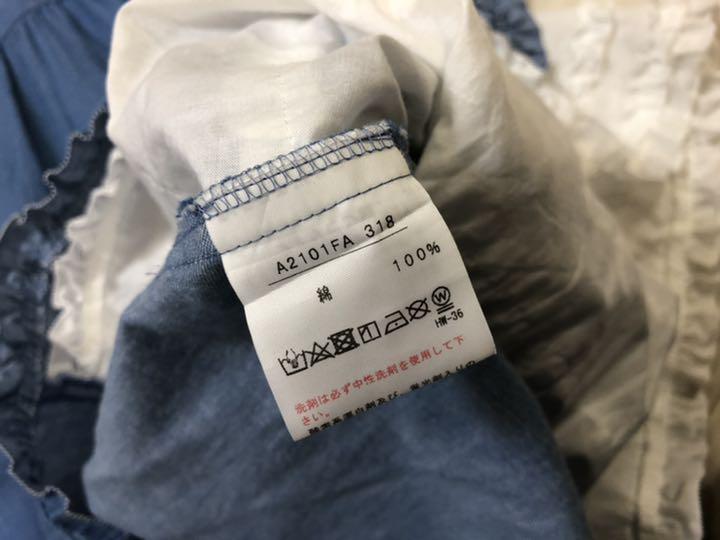 A2101FA 318
綿 100%
W
HW-36
洗剤は必ず中性洗剤を使用して下
さい。